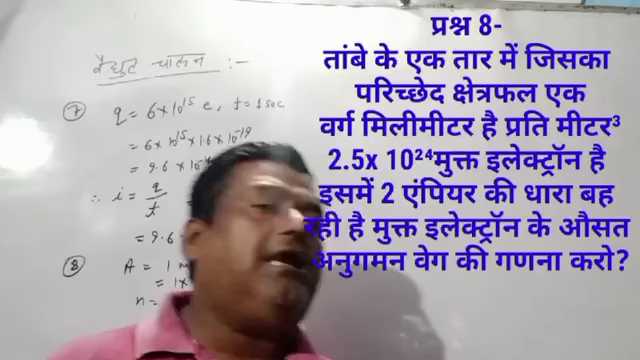 वैद्युत चालन :-
⑦ q = 6×10¹⁵ e, t = 1 sec
= 6×10¹⁵×1.6×10⁻¹⁹
= 9.6×10⁻⁴
∴ i = q/t =
= 9.6
⑧ A = 1
= 1×
n =
प्रश्न 8-
तांबे के एक तार में जिसका
परिच्छेद क्षेत्रफल एक
वर्ग मिलीमीटर है प्रति मीटर³
2.5x 10²⁴मुक्त इलेक्ट्रॉन है
इसमें 2 एंपियर की धारा बह
रही है मुक्त इलेक्ट्रॉन के औसत
अनुगमन वेग की गणना करो?